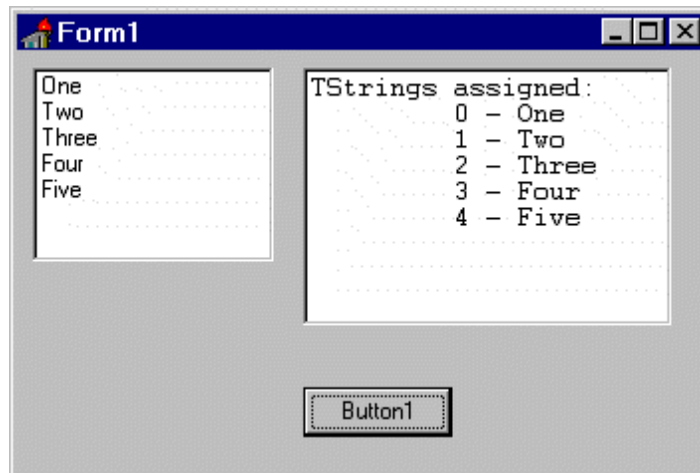 Form1
One
Two
Three
Four
Five
TStrings assigned:
0 – One
1 – Two
2 – Three
3 – Four
4 – Five
Button1